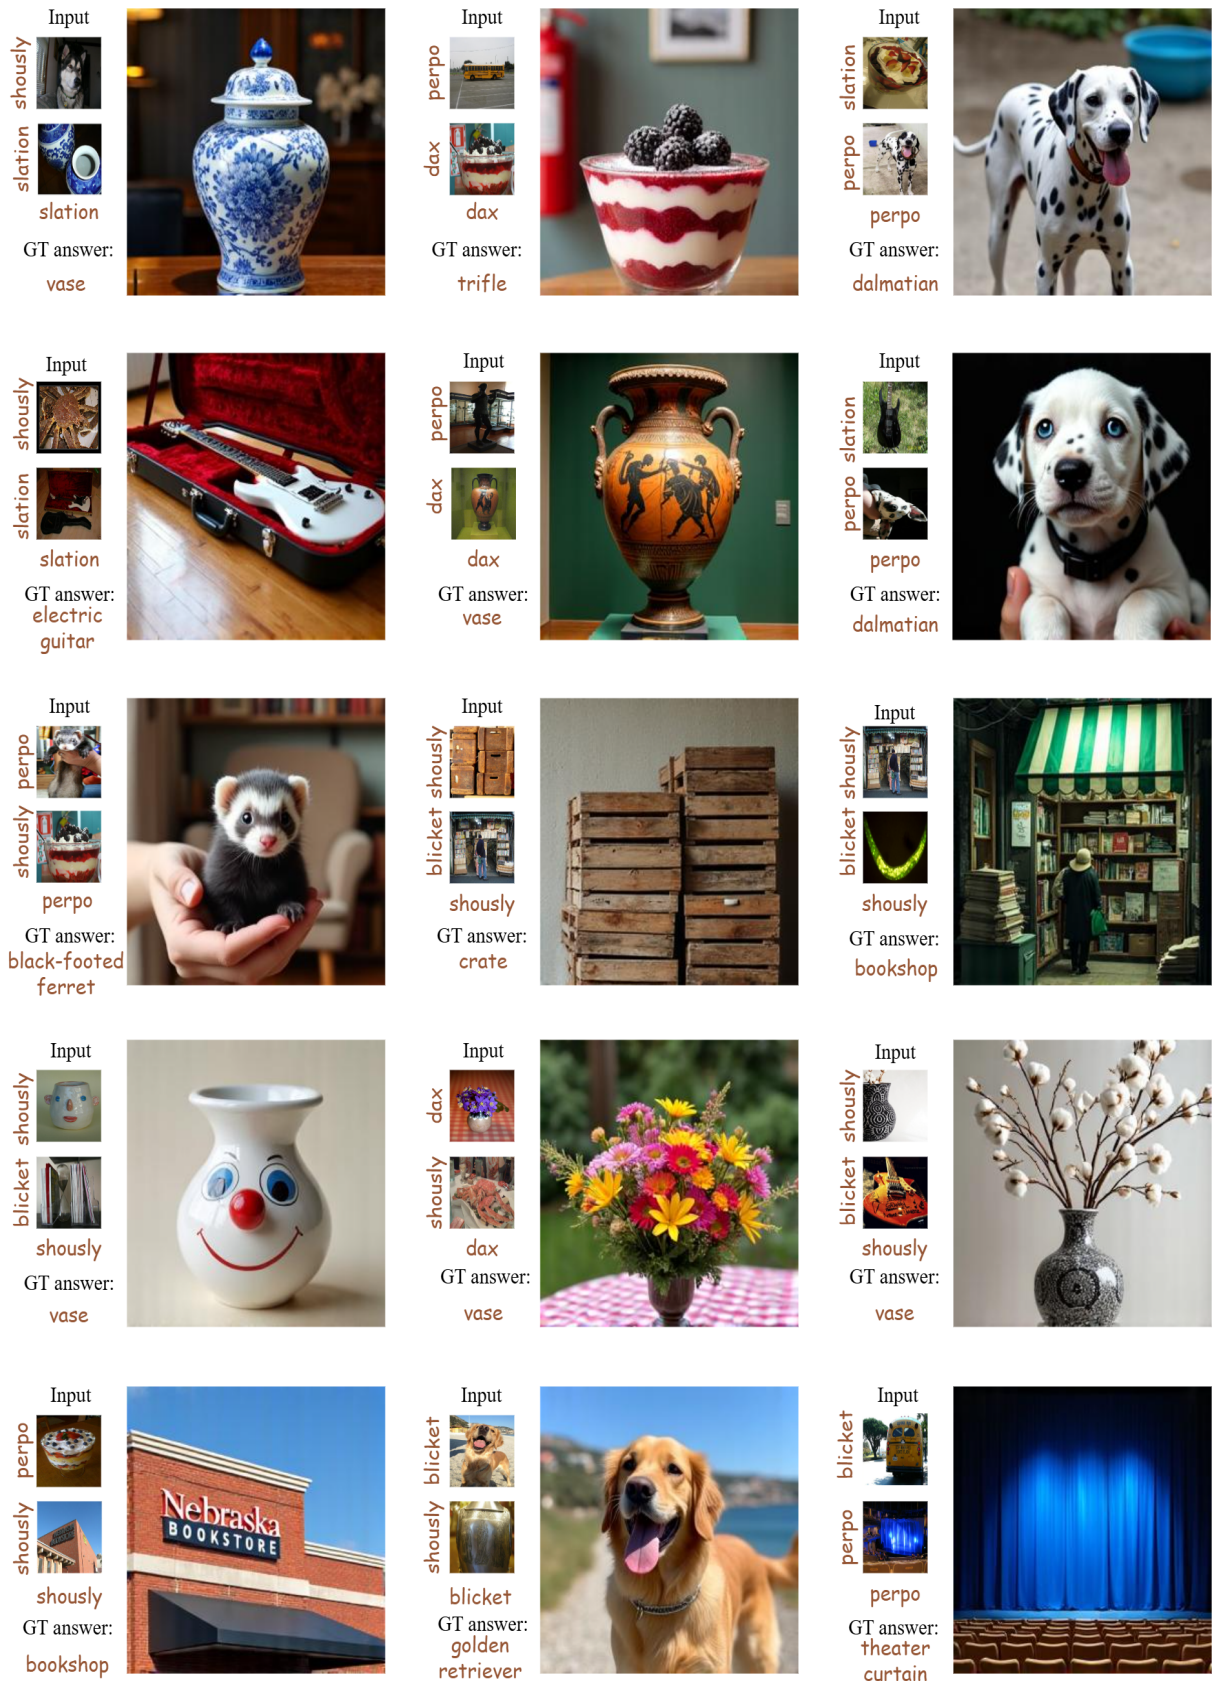 Input
shously
slation
slation
GT answer:
vase
Input
perpo
dax
dax
GT answer:
trifle
Input
slation
perpo
perpo
GT answer:
dalmatian
Input
shously
slation
slation
GT answer:
electric
guitar
Input
perpo
dax
dax
GT answer:
vase
Input
slation
perpo
perpo
GT answer:
dalmatian
Input
perpo
shously
perpo
GT answer:
black-footed
ferret
Input
shously
blicket
shously
GT answer:
crate
Input
shously
blicket
shously
GT answer:
bookshop
Input
shously
blicket
shously
GT answer:
vase
Input
dax
shously
dax
GT answer:
vase
Input
shously
blicket
shously
GT answer:
vase
Input
perpo
shously
shously
GT answer:
bookshop
Nebraska
BOOKSTORE
Input
blicket
shously
blicket
GT answer:
golden
retriever
Input
blicket
perpo
perpo
GT answer:
theater
curtain